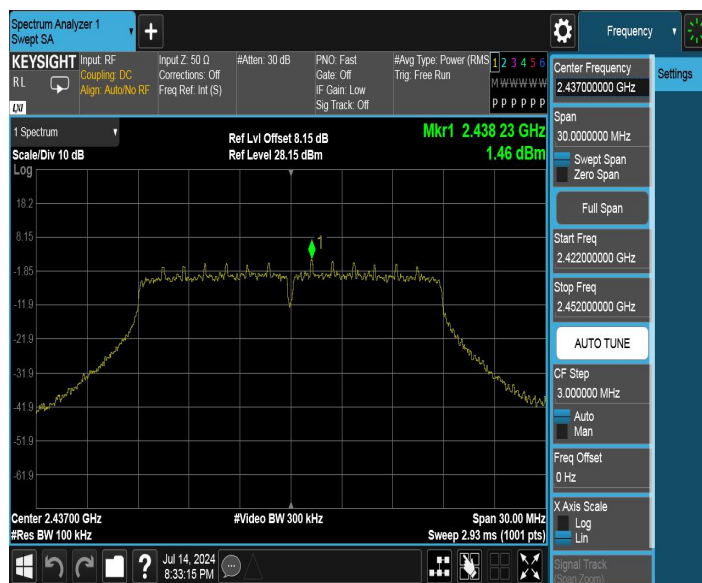 Spectrum Analyzer 1
Swept SA
Frequency
KEYSIGHT
RL
LXI
Input: RF
Coupling: DC
Align: Auto/No RF
Input Z: 50 Ω
Corrections: Off
Freq Ref: Int (S)
#Atten: 30 dB
PNO: Fast
Gate: Off
IF Gain: Low
Sig Track: Off
#Avg Type: Power (RMS
Trig: Free Run
1 2 3 4 5 6
M W W W W W
P P P P P P
1 Spectrum
Scale/Div 10 dB
Log
Ref Lvl Offset 8.15 dB
Ref Level 28.15 dBm
Mkr1 2.438 23 GHz
1.46 dBm
18.2
8.15
-1.85
-11.9
-21.9
-31.9
-41.9
-51.9
-61.9
1
Center 2.43700 GHz
#Res BW 100 kHz
#Video BW 300 kHz
Span 30.00 MHz
Sweep 2.93 ms (1001 pts)
Center Frequency
2.437000000 GHz
Settings
Span
30.0000000 MHz
Swept Span
Zero Span
Full Span
Start Freq
2.422000000 GHz
Stop Freq
2.452000000 GHz
AUTO TUNE
CF Step
3.000000 MHz
Auto
Man
Freq Offset
0 Hz
X Axis Scale
Log
Lin
Signal Track
(Span Zoom)
?
Jul 14, 2024
8:33:15 PM